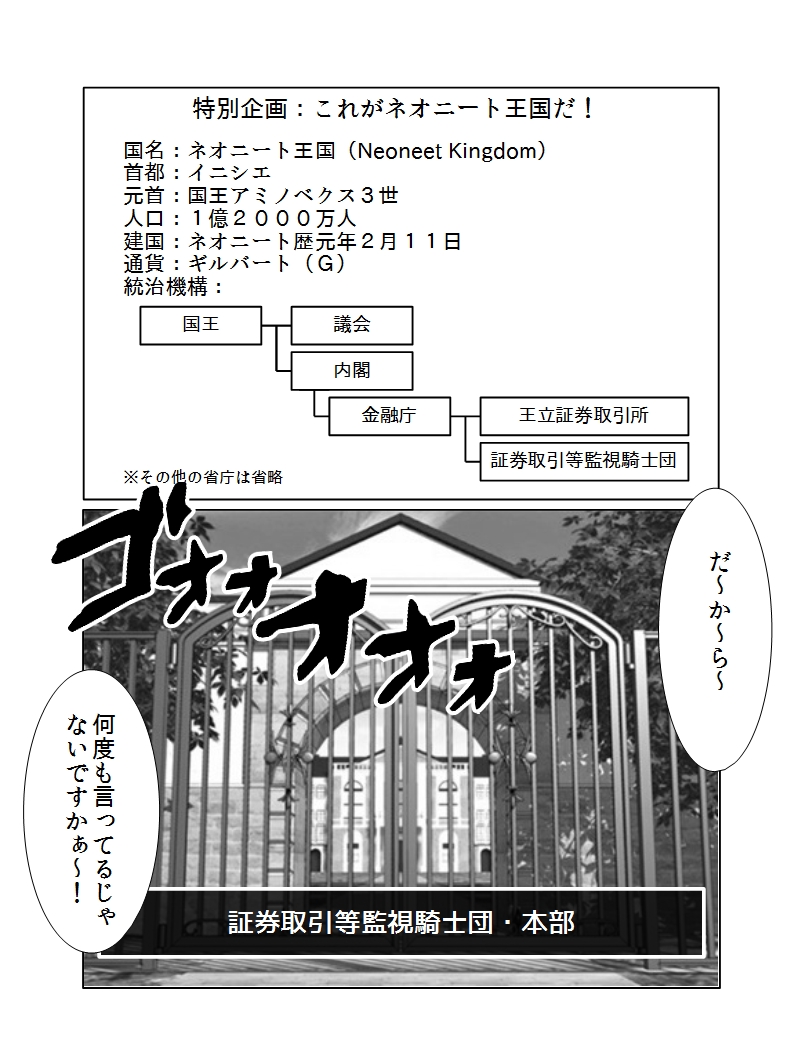 特別企画：これがネオニート王国だ！
国名：ネオニート王国（Neoneet Kingdom）
首都：イニシエ
元首：国王アミノベクス３世
人口：１億２０００万人
建国：ネオニート歴元年２月１１日
通貨：ギルバート（Ｇ）
統治機構：
国王
議会
内閣
金融庁
王立証券取引所
証券取引等監視騎士団
※その他の省庁は省略
ゴォォォォォ
だ～か～ら～
何度も言ってるじゃ
ないですかぁ～！
証券取引等監視騎士団・本部